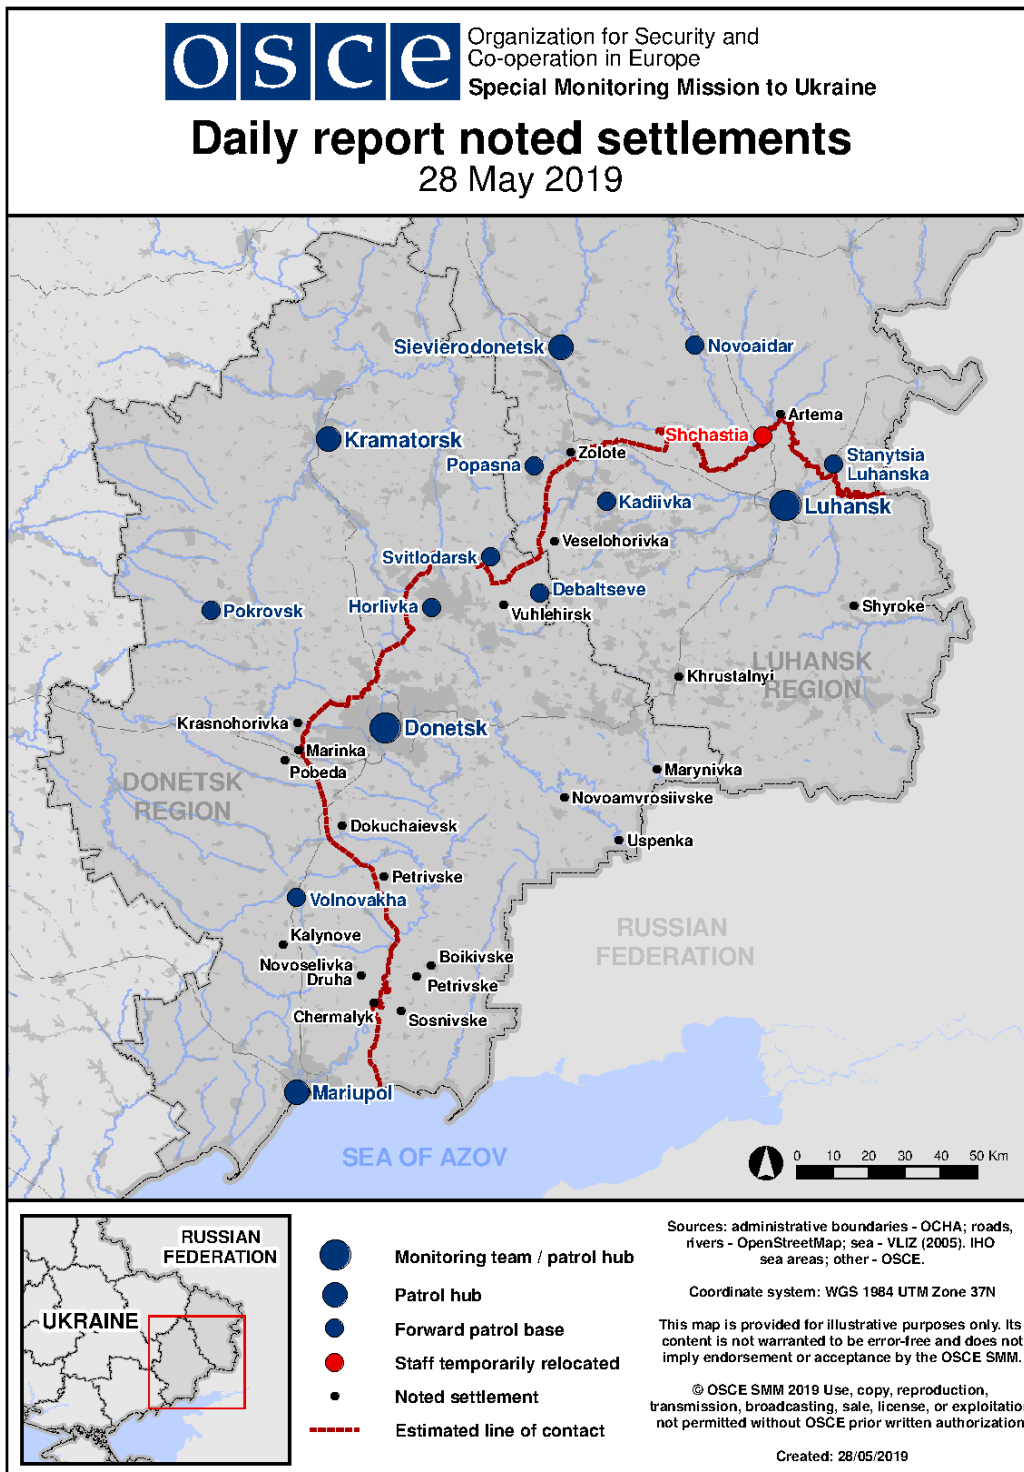 osce
Organization for Security and
Co-operation in Europe
Special Monitoring Mission to Ukraine
Daily report noted settlements
28 May 2019
Sievierodonetsk
Novoaidar
Artema
Kramatorsk
Shchastia
Zolote
Popasna
Stanytsia
Luhanska
Kadiivka
Luhansk
Veselohorivka
Svitlodarsk
Debaltseve
Pokrovsk
Horlivka
Vuhlehirsk
Shyroke
LUHANSK
REGION
Khrustalnyi
Krasnohorivka
Donetsk
Marinka
Pobeda
Marynivka
DONETSK
REGION
Novoamvrosiivske
Dokuchaievsk
Uspenka
Petrivske
Volnovakha
RUSSIAN
FEDERATION
Kalynove
Boikivske
Novoselivka
Druha
Petrivske
Chermalyk
Sosnivske
Mariupol
SEA OF AZOV
0 10 20 30 40 50 Km
RUSSIAN
FEDERATION
UKRAINE
Monitoring team / patrol hub
Patrol hub
Forward patrol base
Staff temporarily relocated
Noted settlement
Estimated line of contact
Sources: administrative boundaries - OCHA; roads,
rivers - OpenStreetMap; sea - VLIZ (2005). IHO
sea areas; other - OSCE.
Coordinate system: WGS 1984 UTM Zone 37N
This map is provided for illustrative purposes only. Its
content is not warranted to be error-free and does not
imply endorsement or acceptance by the OSCE SMM.
© OSCE SMM 2019 Use, copy, reproduction,
transmission, broadcasting, sale, license, or exploitation
not permitted without OSCE prior written authorization
Created: 28/05/2019